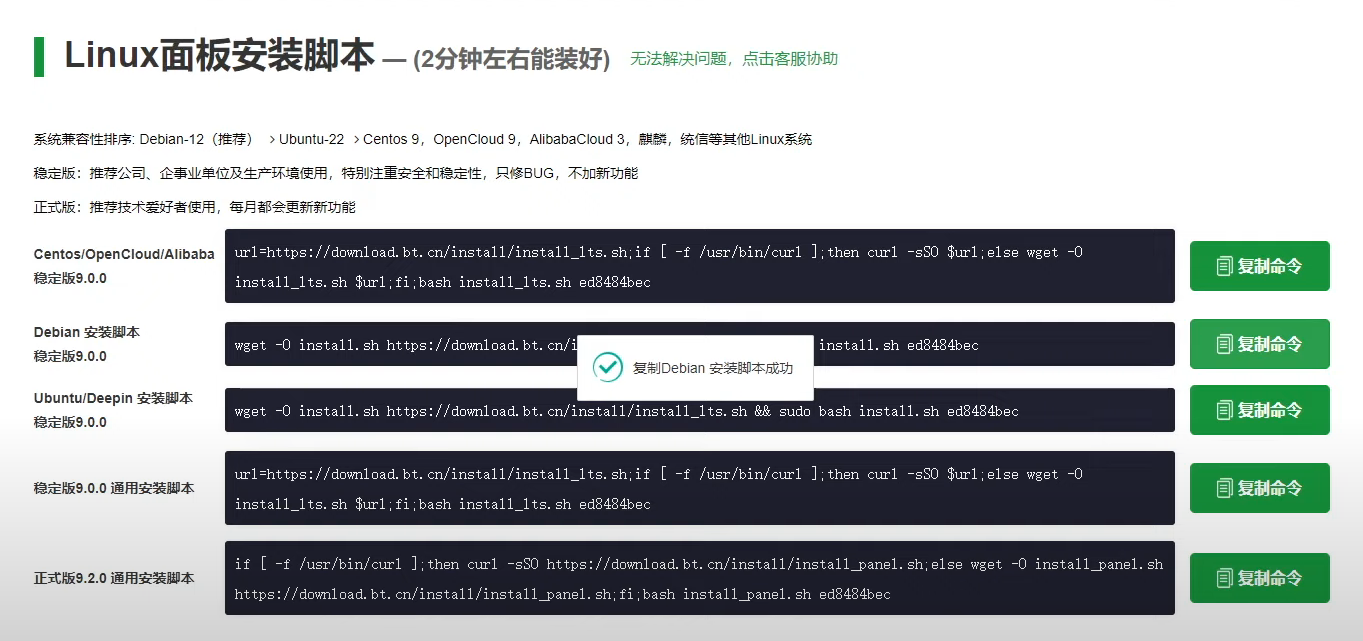 Linux面板安装脚本 — (2分钟左右能装好) 无法解决问题，点击客服协助
系统兼容性排序: Debian-12（推荐） > Ubuntu-22 > Centos 9，OpenCloud 9，AlibabaCloud 3，麒麟，统信等其他Linux系统
稳定版：推荐公司、企事业单位及生产环境使用，特别注重安全和稳定性，只修BUG，不加新功能
正式版：推荐技术爱好者使用，每月都会更新新功能
Centos/OpenCloud/Alibaba
稳定版9.0.0
url=https://download.bt.cn/install/install_lts.sh;if [ -f /usr/bin/curl ];then curl -sSO $url;else wget -O
install_lts.sh $url;fi;bash install_lts.sh ed8484bec
复制命令
Debian 安装脚本
稳定版9.0.0
wget -O install.sh https://download.bt.cn/i install.sh ed8484bec
复制命令
复制Debian 安装脚本成功
Ubuntu/Deepin 安装脚本
稳定版9.0.0
wget -O install.sh https://download.bt.cn/install/install_lts.sh && sudo bash install.sh ed8484bec
复制命令
稳定版9.0.0 通用安装脚本
url=https://download.bt.cn/install/install_lts.sh;if [ -f /usr/bin/curl ];then curl -sSO $url;else wget -O
install_lts.sh $url;fi;bash install_lts.sh ed8484bec
复制命令
正式版9.2.0 通用安装脚本
if [ -f /usr/bin/curl ];then curl -sSO https://download.bt.cn/install/install_panel.sh;else wget -O install_panel.sh
https://download.bt.cn/install/install_panel.sh;fi;bash install_panel.sh ed8484bec
复制命令